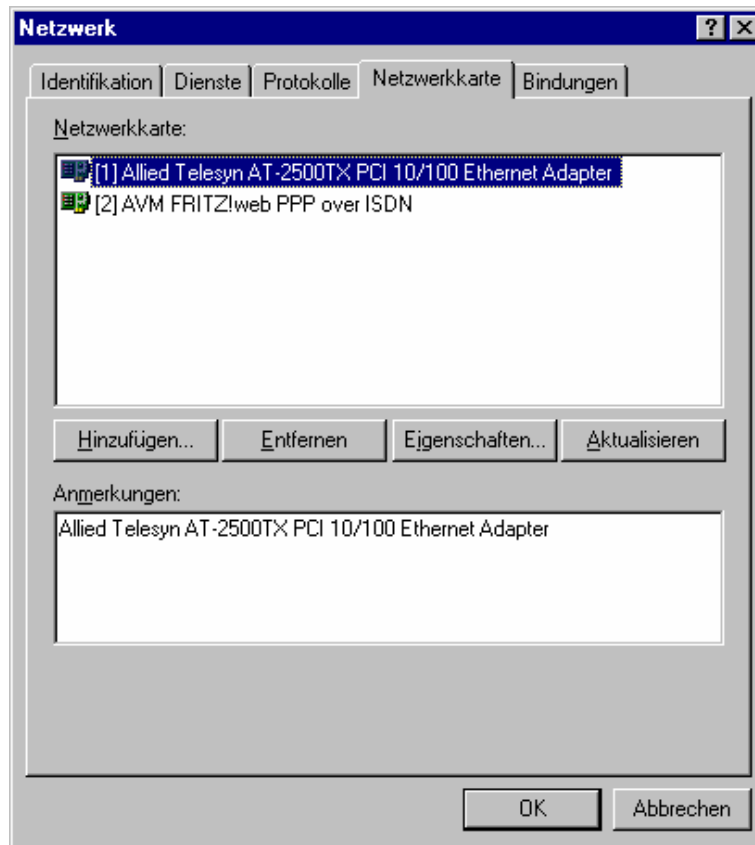 Netzwerk
Identifikation Dienste Protokolle Netzwerkkarte Bindungen
Netzwerkkarte:
[1] Allied Telesyn AT-2500TX PCI 10/100 Ethernet Adapter
[2] AVM FRITZ!web PPP over ISDN
Hinzufügen... Entfernen Eigenschaften... Aktualisieren
Anmerkungen:
Allied Telesyn AT-2500TX PCI 10/100 Ethernet Adapter
OK Abbrechen